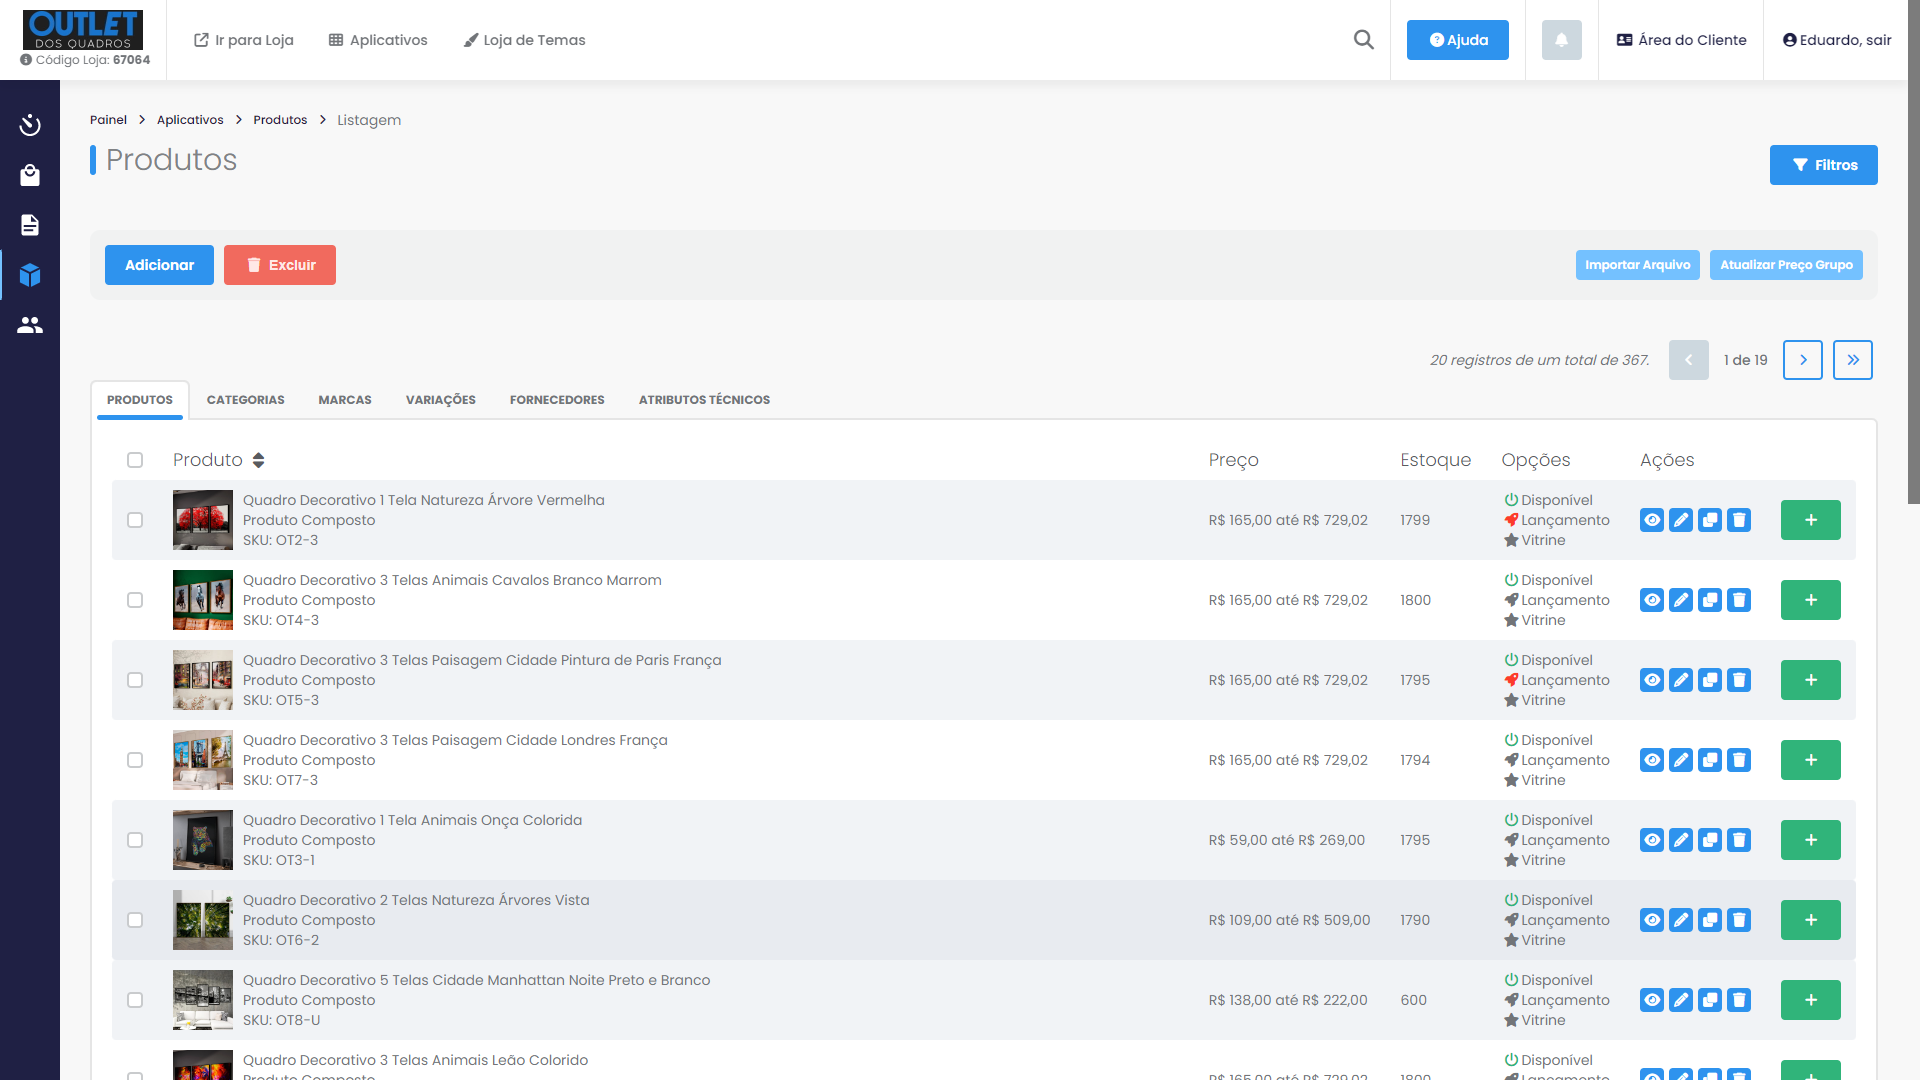 OUTLET
DOS QUADROS
Código Loja: 67064
Ir para Loja
Aplicativos
Loja de Temas
Ajuda
Área do Cliente
Eduardo, sair
Painel > Aplicativos > Produtos > Listagem
Produtos
Filtros
Adicionar
Excluir
Importar Arquivo
Atualizar Preço Grupo
20 registros de um total de 367.
1 de 19
PRODUTOS
CATEGORIAS
MARCAS
VARIAÇÕES
FORNECEDORES
ATRIBUTOS TÉCNICOS
Produto
Preço
Estoque
Opções
Ações
Quadro Decorativo 1 Tela Natureza Árvore Vermelha
Produto Composto
SKU: OT2-3
R$ 165,00 até R$ 729,02
1799
Disponível
Lançamento
Vitrine
Quadro Decorativo 3 Telas Animais Cavalos Branco Marrom
Produto Composto
SKU: OT4-3
R$ 165,00 até R$ 729,02
1800
Disponível
Lançamento
Vitrine
Quadro Decorativo 3 Telas Paisagem Cidade Pintura de Paris França
Produto Composto
SKU: OT5-3
R$ 165,00 até R$ 729,02
1795
Disponível
Lançamento
Vitrine
Quadro Decorativo 3 Telas Paisagem Cidade Londres França
Produto Composto
SKU: OT7-3
R$ 165,00 até R$ 729,02
1794
Disponível
Lançamento
Vitrine
Quadro Decorativo 1 Tela Animais Onça Colorida
Produto Composto
SKU: OT3-1
R$ 59,00 até R$ 269,00
1795
Disponível
Lançamento
Vitrine
Quadro Decorativo 2 Telas Natureza Árvores Vista
Produto Composto
SKU: OT6-2
R$ 109,00 até R$ 509,00
1790
Disponível
Lançamento
Vitrine
Quadro Decorativo 5 Telas Cidade Manhattan Noite Preto e Branco
Produto Composto
SKU: OT8-U
R$ 138,00 até R$ 222,00
600
Disponível
Lançamento
Vitrine
Quadro Decorativo 3 Telas Animais Leão Colorido
Produto Composto
R$ 165,00 até R$ 729,02
1800
Disponível
Lançamento